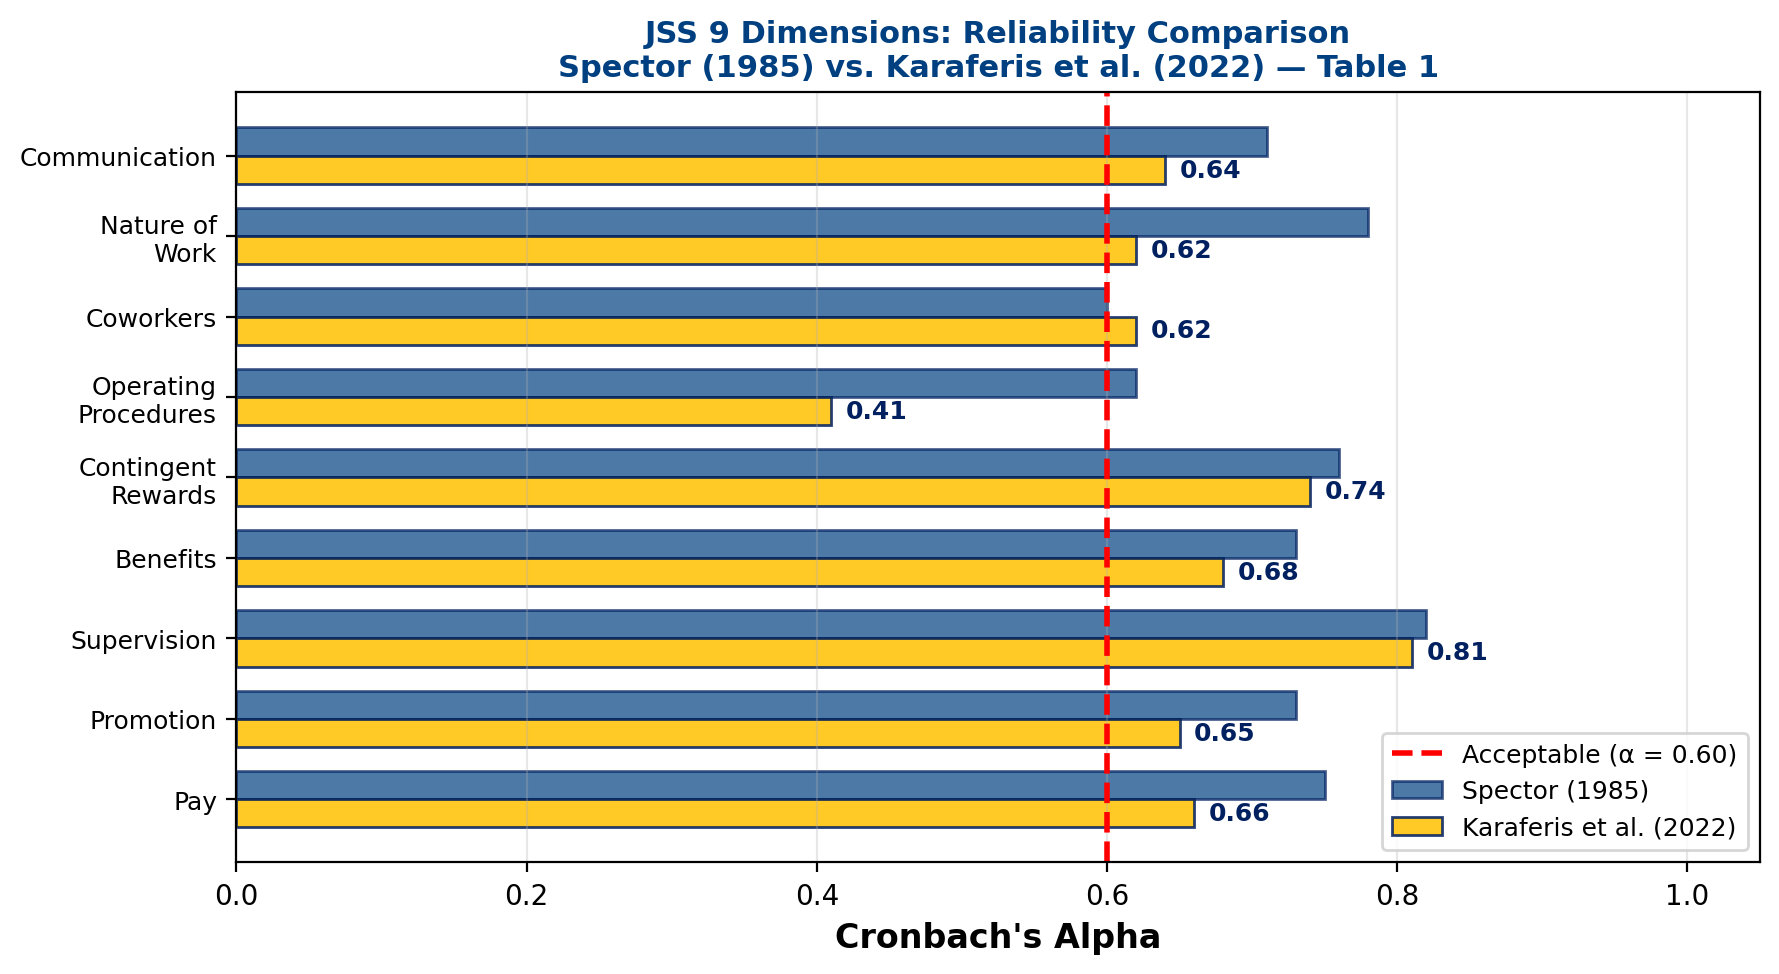 JSS 9 Dimensions: Reliability Comparison
Spector (1985) vs. Karaferis et al. (2022) — Table 1
Communication
0.64
Nature of
Work
0.62
Coworkers
0.62
Operating
Procedures
0.41
Contingent
Rewards
0.74
Benefits
0.68
Supervision
0.81
Promotion
0.65
Pay
0.66
Acceptable (α = 0.60)
Spector (1985)
Karaferis et al. (2022)
0.0 0.2 0.4 0.6 0.8 1.0
Cronbach's Alpha